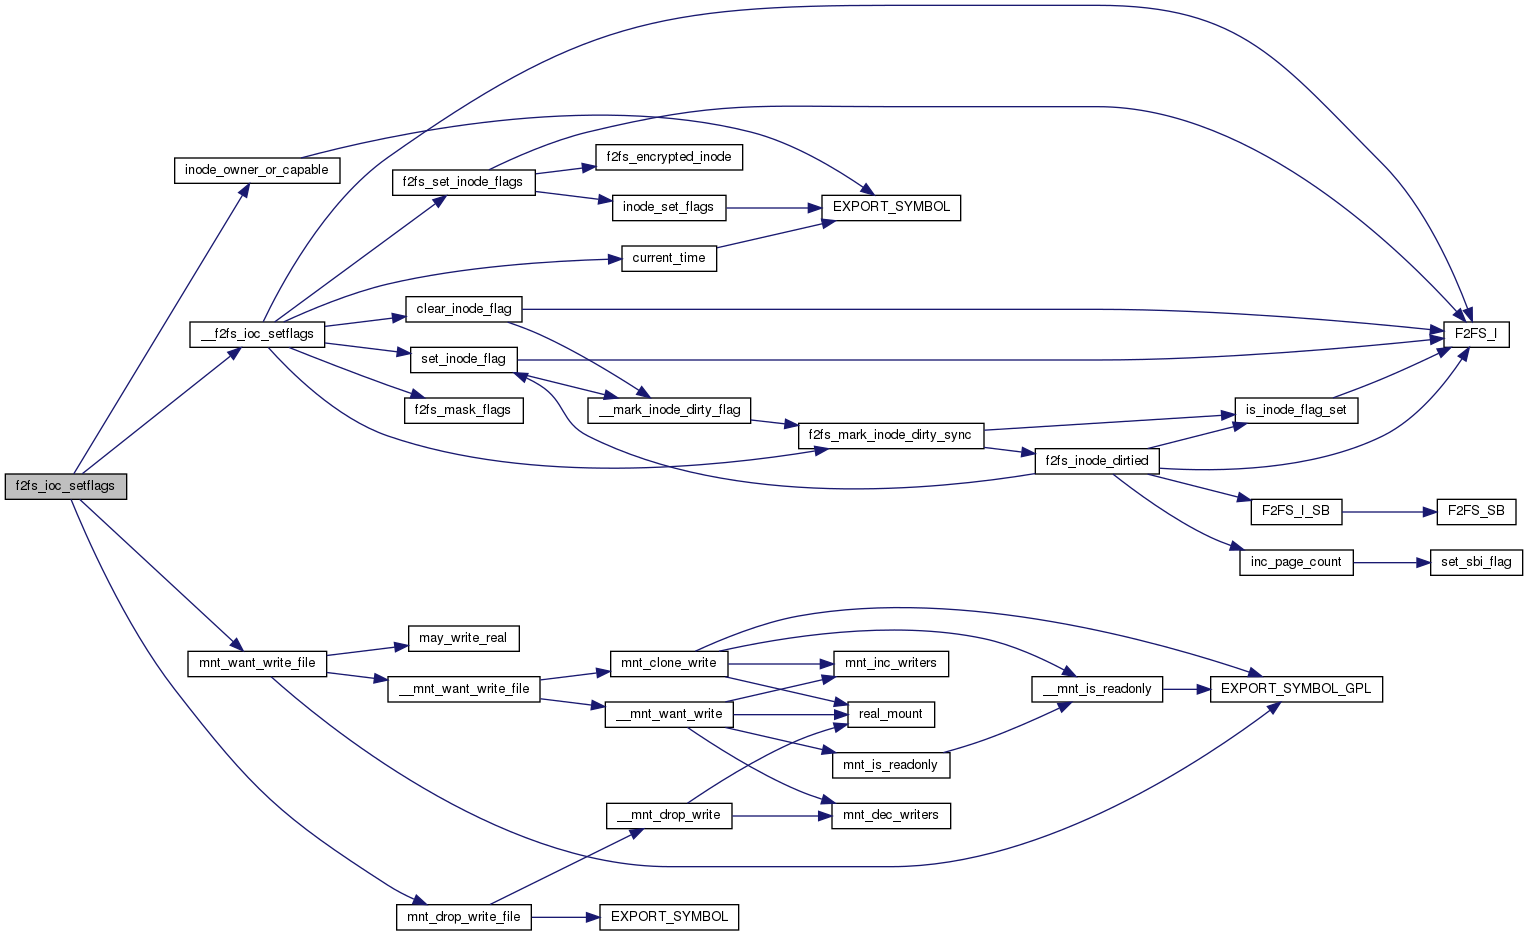 f2fs_ioc_setflags
inode_owner_or_capable
__f2fs_ioc_setflags
mnt_want_write_file
mnt_drop_write_file
f2fs_set_inode_flags
f2fs_encrypted_inode
inode_set_flags
EXPORT_SYMBOL
current_time
clear_inode_flag
set_inode_flag
f2fs_mask_flags
__mark_inode_dirty_flag
f2fs_mark_inode_dirty_sync
f2fs_inode_dirtied
is_inode_flag_set
F2FS_I
F2FS_I_SB
F2FS_SB
inc_page_count
set_sbi_flag
may_write_real
__mnt_want_write_file
mnt_clone_write
__mnt_want_write
mnt_inc_writers
real_mount
mnt_is_readonly
__mnt_is_readonly
EXPORT_SYMBOL_GPL
__mnt_drop_write
mnt_dec_writers
EXPORT_SYMBOL